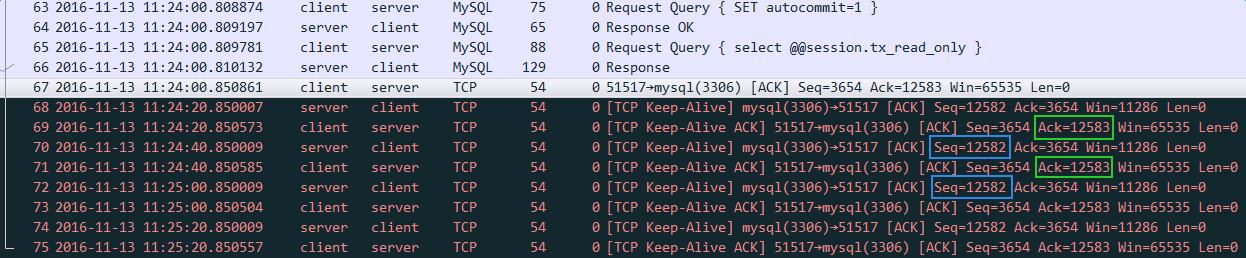 63 2016-11-13 11:24:00.808874 client server MySQL 75 0 Request Query { SET autocommit=1 }
64 2016-11-13 11:24:00.809197 server client MySQL 65 0 Response OK
65 2016-11-13 11:24:00.809781 client server MySQL 88 0 Request Query { select @@session.tx_read_only }
66 2016-11-13 11:24:00.810132 server client MySQL 129 0 Response
67 2016-11-13 11:24:00.850861 client server TCP 54 0 51517→mysql(3306) [ACK] Seq=3654 Ack=12583 Win=65535 Len=0
68 2016-11-13 11:24:20.850007 server client TCP 54 0 [TCP Keep-Alive] mysql(3306)→51517 [ACK] Seq=12582 Ack=3654 Win=11286 Len=0
69 2016-11-13 11:24:20.850573 client server TCP 54 0 [TCP Keep-Alive ACK] 51517→mysql(3306) [ACK] Seq=3654 Ack=12583 Win=65535 Len=0
70 2016-11-13 11:24:40.850009 server client TCP 54 0 [TCP Keep-Alive] mysql(3306)→51517 [ACK] Seq=12582 Ack=3654 Win=11286 Len=0
71 2016-11-13 11:24:40.850585 client server TCP 54 0 [TCP Keep-Alive ACK] 51517→mysql(3306) [ACK] Seq=3654 Ack=12583 Win=65535 Len=0
72 2016-11-13 11:25:00.850009 server client TCP 54 0 [TCP Keep-Alive] mysql(3306)→51517 [ACK] Seq=12582 Ack=3654 Win=11286 Len=0
73 2016-11-13 11:25:00.850504 client server TCP 54 0 [TCP Keep-Alive ACK] 51517→mysql(3306) [ACK] Seq=3654 Ack=12583 Win=65535 Len=0
74 2016-11-13 11:25:20.850009 server client TCP 54 0 [TCP Keep-Alive] mysql(3306)→51517 [ACK] Seq=12582 Ack=3654 Win=11286 Len=0
75 2016-11-13 11:25:20.850557 client server TCP 54 0 [TCP Keep-Alive ACK] 51517→mysql(3306) [ACK] Seq=3654 Ack=12583 Win=65535 Len=0